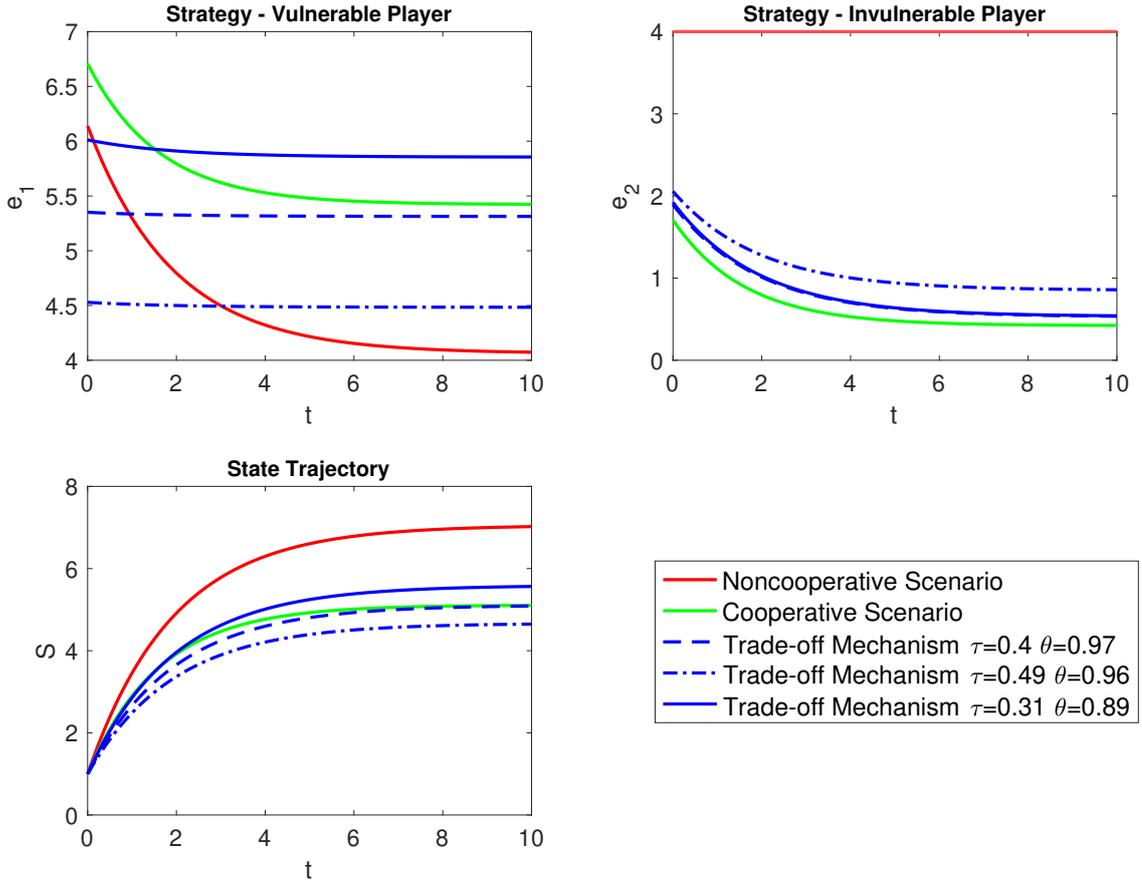 Strategy - Vulnerable Player
7
6.5
6
5.5
5
4.5
4
e1
0 2 4 6 8 10
t
Strategy - Invulnerable Player
4
3
2
1
0
e2
0 2 4 6 8 10
t
State Trajectory
8
6
4
2
0
S
0 2 4 6 8 10
t
Noncooperative Scenario
Cooperative Scenario
Trade-off Mechanism τ=0.4 θ=0.97
Trade-off Mechanism τ=0.49 θ=0.96
Trade-off Mechanism τ=0.31 θ=0.89